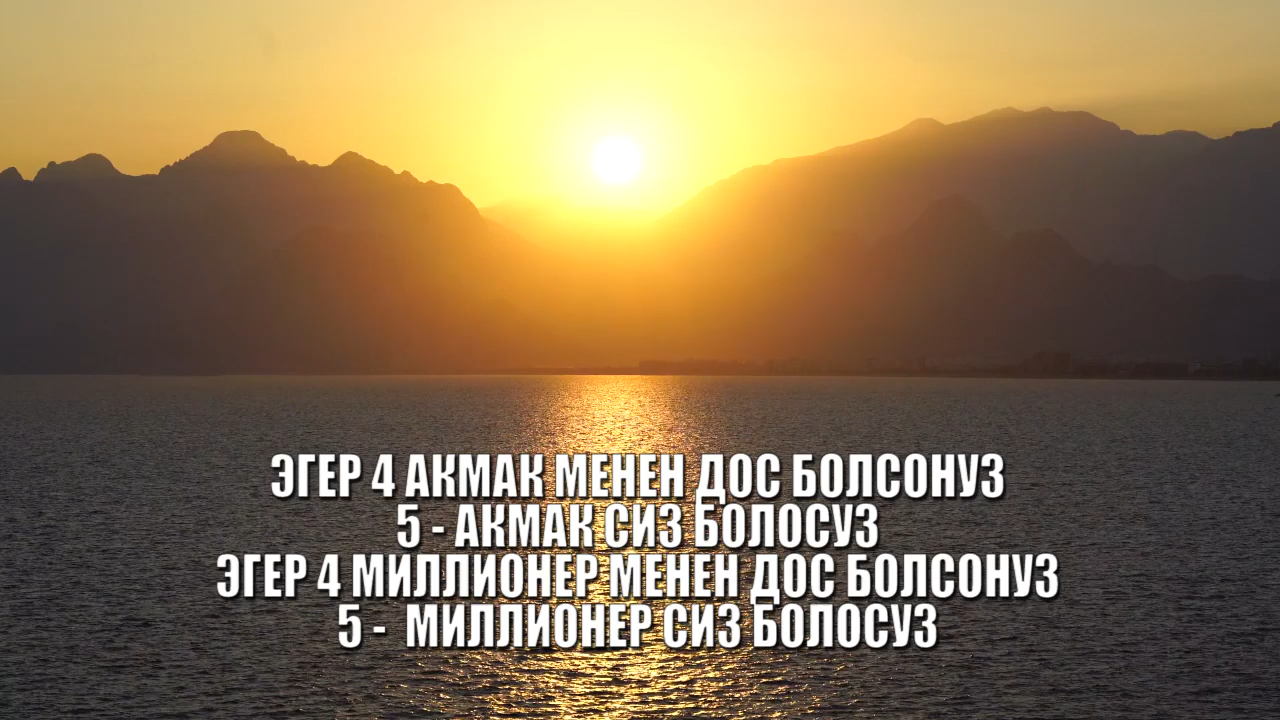 ЭГЕР 4 АКМАК МЕНЕН ДОС БОЛСОНУЗ
5 - АКМАК СИЗ БОЛОСУЗ
ЭГЕР 4 МИЛЛИОНЕР МЕНЕН ДОС БОЛСОНУЗ
5 - МИЛЛИОНЕР СИЗ БОЛОСУЗ